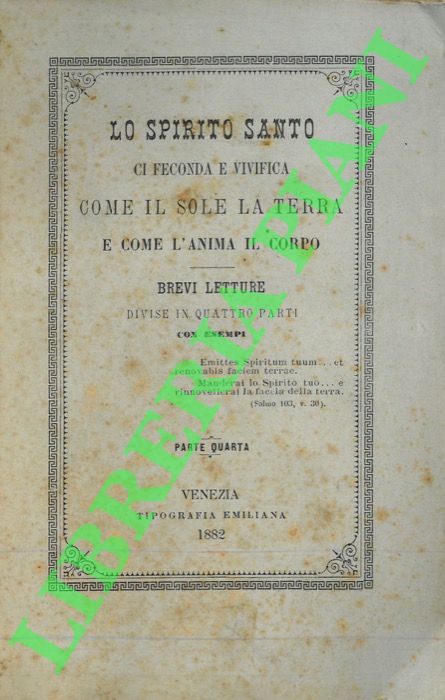 LO SPIRITO SANTO
CI FECONDA E VIVIFICA
COME IL SOLE LA TERRA
E COME L'ANIMA IL CORPO
BREVI LETTURE
DIVISE IN QUATTRO PARTI
CON ESEMPI
Emittes Spiritum tuum... et
renovabis faciem terrae.
Manderai lo Spirito tuo... e
rinnovellerai la faccia della terra.
(Salmo 103, v. 30).
PARTE QUARTA
VENEZIA
TIPOGRAFIA EMILIANA
1882
LIBRERIA PIANI